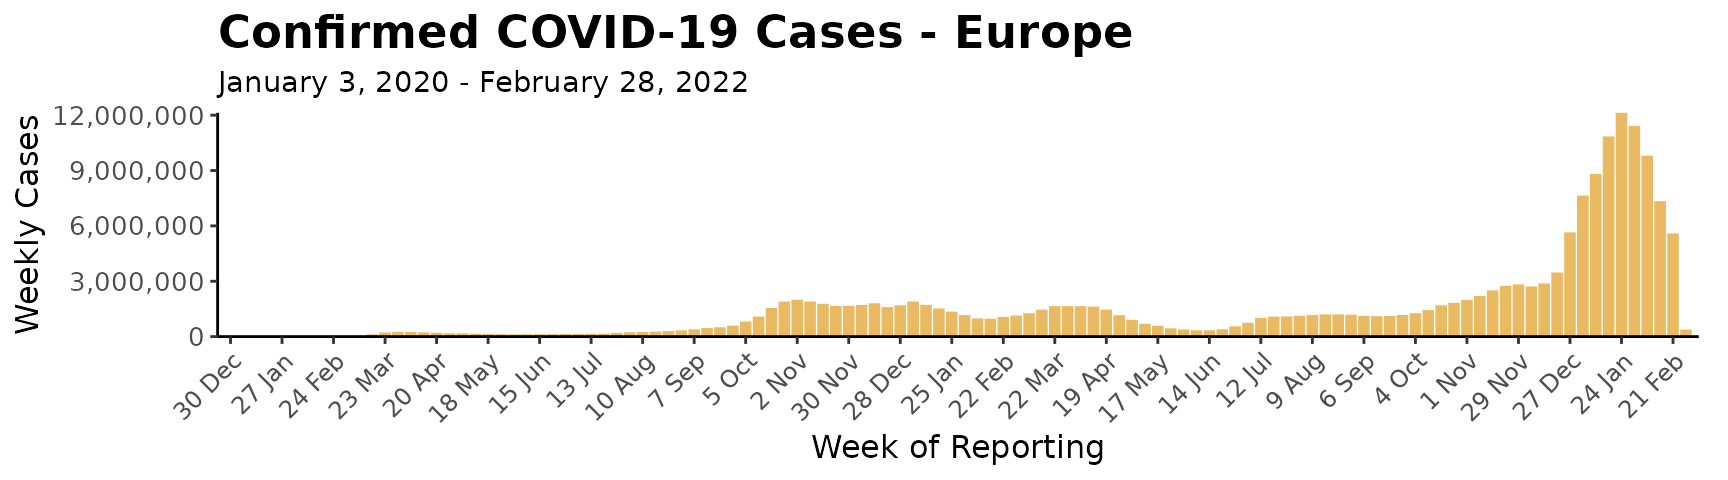 Confirmed COVID-19 Cases - Europe
January 3, 2020 - February 28, 2022
Weekly Cases
12,000,000
9,000,000
6,000,000
3,000,000
0
30 Dec
27 Jan
24 Feb
23 Mar
20 Apr
18 May
15 Jun
13 Jul
10 Aug
7 Sep
5 Oct
2 Nov
30 Nov
28 Dec
25 Jan
22 Feb
22 Mar
19 Apr
17 May
14 Jun
12 Jul
9 Aug
6 Sep
4 Oct
1 Nov
29 Nov
27 Dec
24 Jan
21 Feb
Week of Reporting